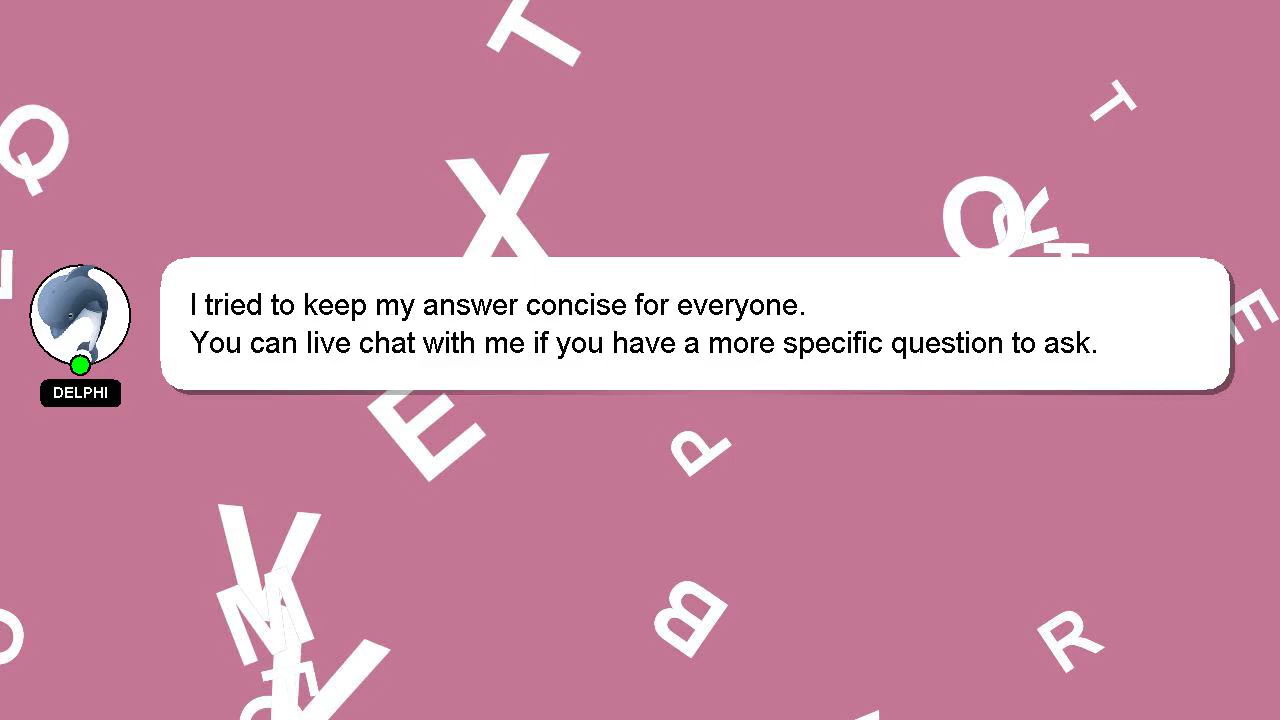 I tried to keep my answer concise for everyone.
You can live chat with me if you have a more specific question to ask.
DELPHI
T
T
Q
X
O
E
E
P
V
M
B
R